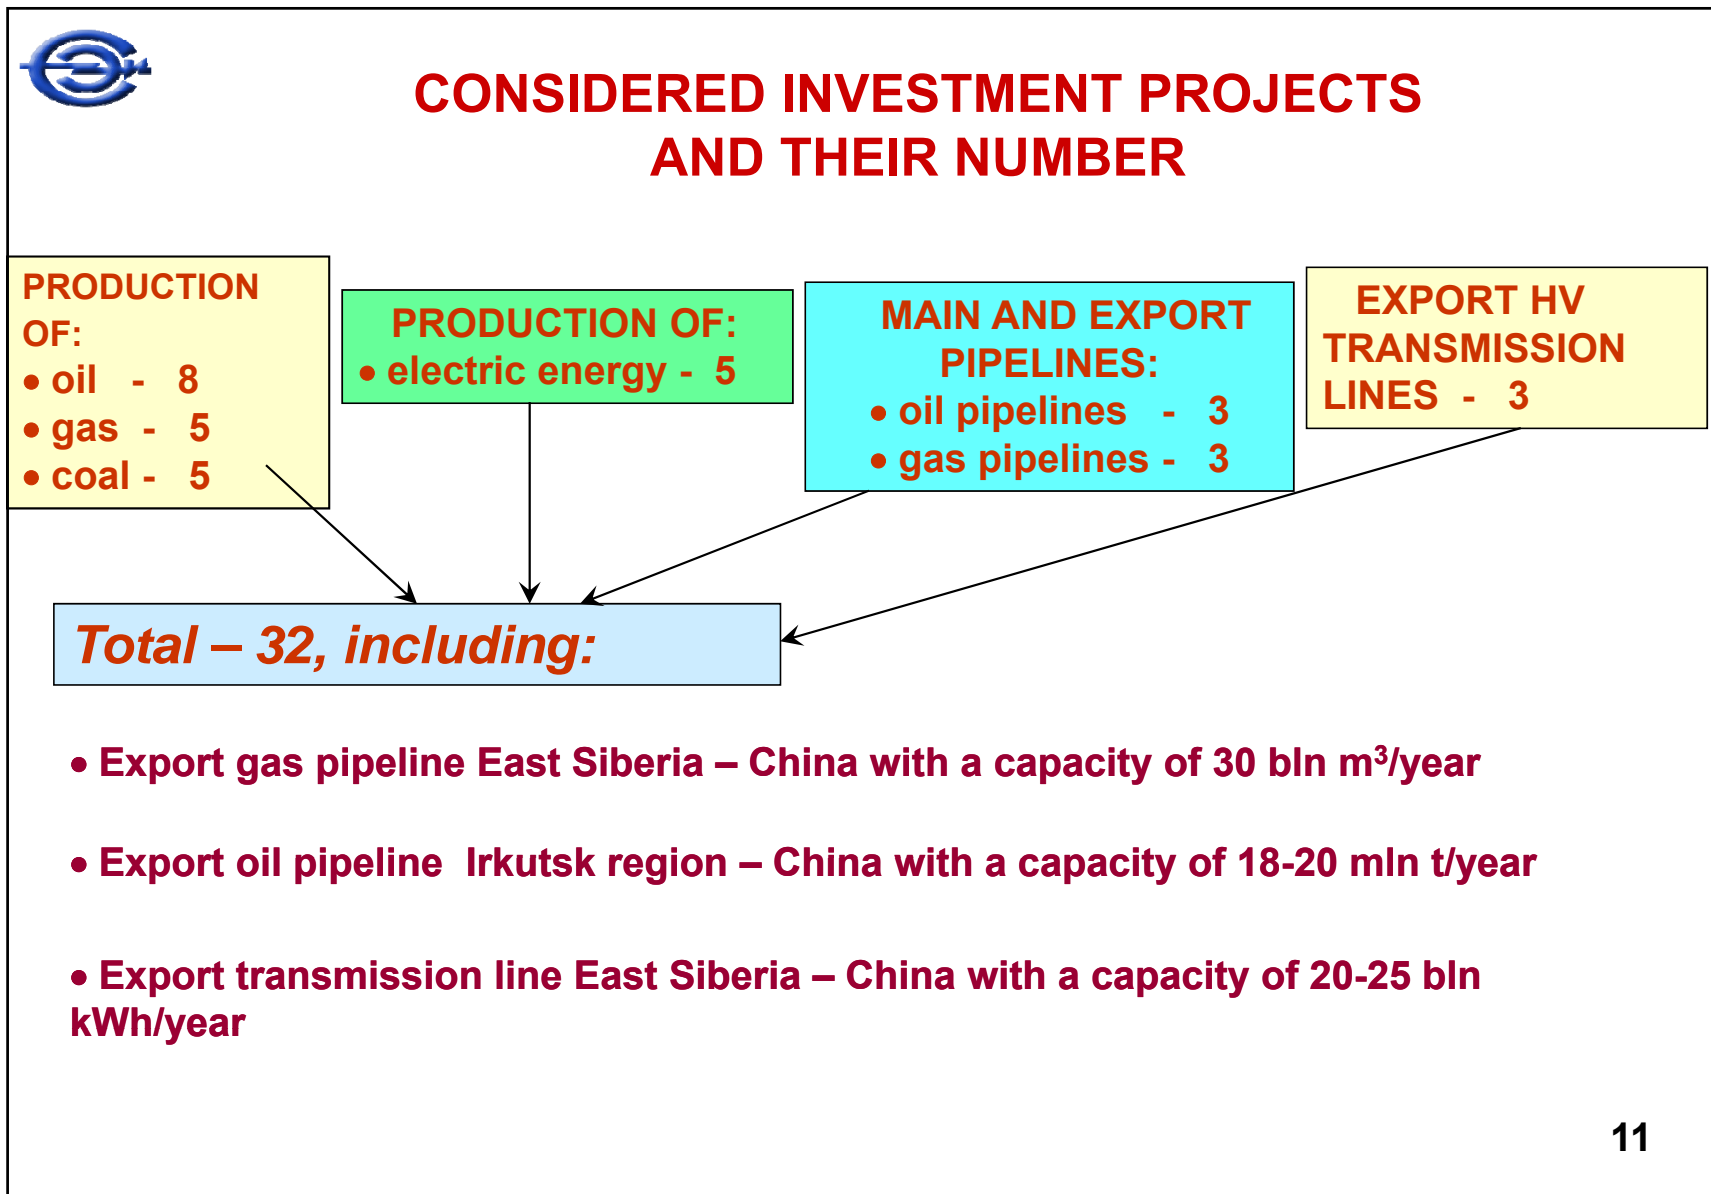 CONSIDERED INVESTMENT PROJECTS
AND THEIR NUMBER
PRODUCTION
OF:
• oil - 8
• gas - 5
• coal - 5
PRODUCTION OF:
• electric energy - 5
MAIN AND EXPORT
PIPELINES:
• oil pipelines - 3
• gas pipelines - 3
EXPORT HV
TRANSMISSION
LINES - 3
Total – 32, including:
• Export gas pipeline East Siberia – China with a capacity of 30 bln m³/year
• Export oil pipeline Irkutsk region – China with a capacity of 18-20 mln t/year
• Export transmission line East Siberia – China with a capacity of 20-25 bln
kWh/year
11